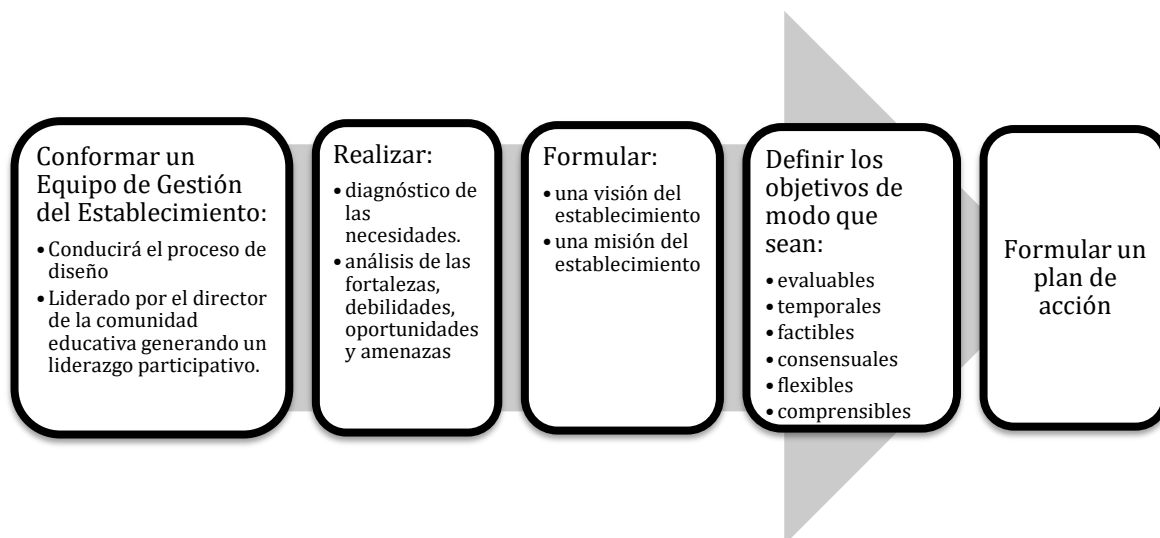 Conformar un
Equipo de Gestión
del Establecimiento:
• Conducirá el proceso de
diseño
• Liderado por el director
de la comunidad
educativa generando un
liderazgo participativo.
Realizar:
• diagnóstico de
las
necesidades.
• análisis de las
fortalezas,
debilidades,
oportunidades
y amenazas
Formular:
• una visión del
establecimiento
• una misión del
establecimiento
Definir los
objetivos de
modo que
sean:
• evaluables
• temporales
• factibles
• consensuales
• flexibles
• comprensibles
Formular un
plan de
acción